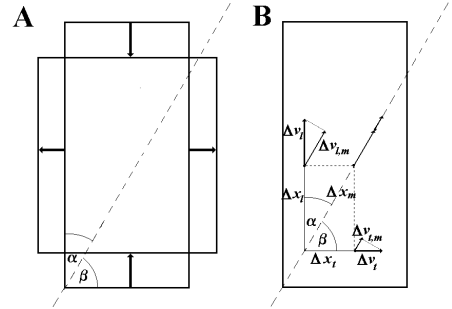 A
α
β
B
Δv_l
Δv_{l,m}
Δx_l
Δx_m
α
β
Δv_{t,m}
Δx_t
Δv_t